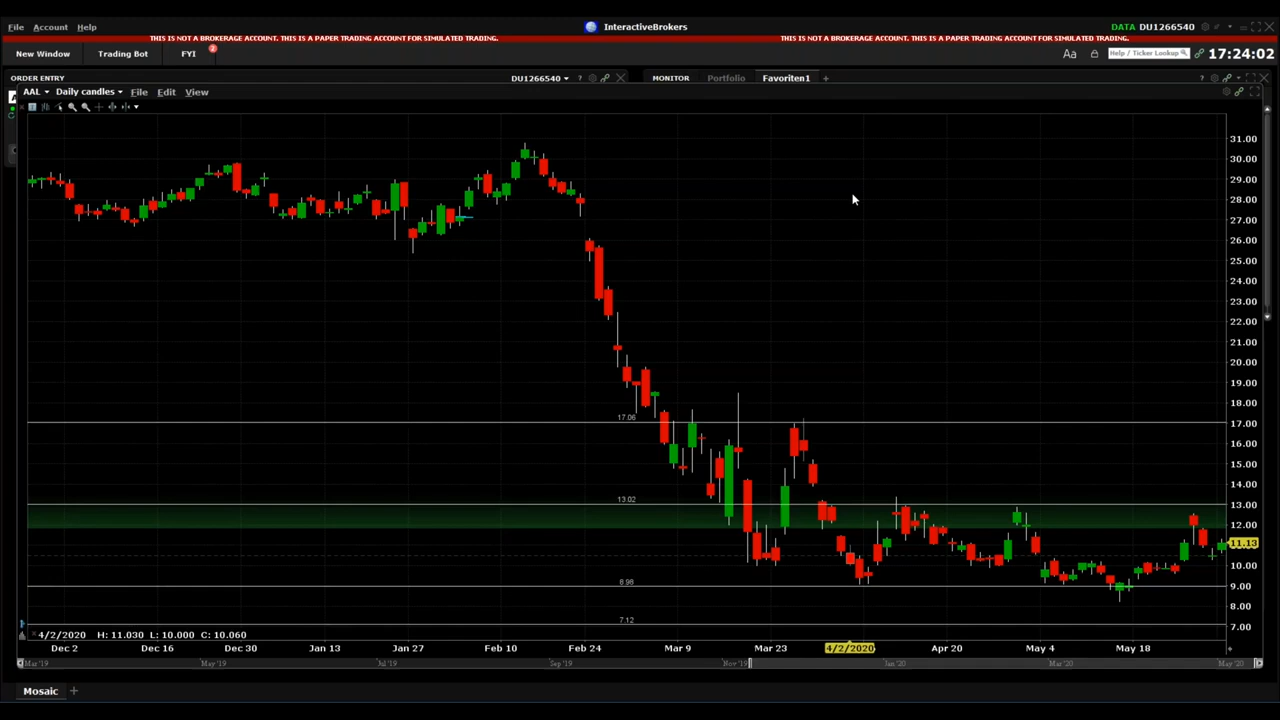 File Account Help
InteractiveBrokers
DATA DU1266540
THIS IS NOT A BROKERAGE ACCOUNT. THIS IS A PAPER TRADING ACCOUNT FOR SIMULATED TRADING.
THIS IS NOT A BROKERAGE ACCOUNT. THIS IS A PAPER TRADING ACCOUNT FOR SIMULATED TRADING.
New Window Trading Bot FYI 2
Aa Help / Ticker Lookup 17:24:02
ORDER ENTRY DU1266540 ?
MONITOR Portfolio Favoriten1 + ?
AAL Daily candles File Edit View
31.00
30.00
29.00
28.00
27.00
26.00
25.00
24.00
23.00
22.00
21.00
20.00
19.00
18.00
17.06
17.00
16.00
15.00
14.00
13.02
13.00
12.00
11.13
10.00
8.98
9.00
8.00
7.12
7.00
4/2/2020 H: 11.030 L: 10.000 C: 10.060
Dec 2 Dec 16 Dec 30 Jan 13 Jan 27 Feb 10 Feb 24 Mar 9 Mar 23 4/2/2020 Apr 20 May 4 May 18
Mar '19 May '19 Jul '19 Sep '19 Nov '19 Jan '20 Mar '20 May '20
Mosaic +